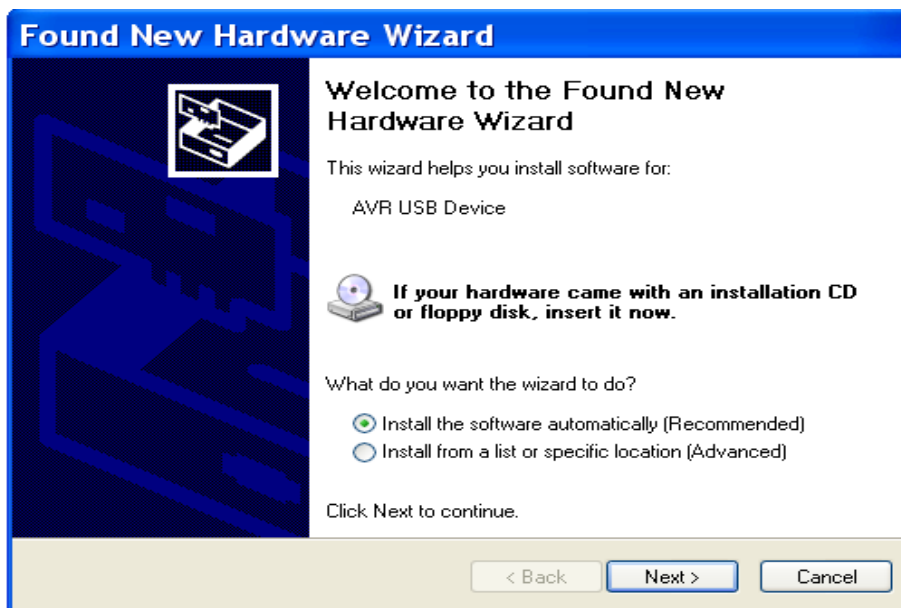 Found New Hardware Wizard
Welcome to the Found New
Hardware Wizard
This wizard helps you install software for:
AVR USB Device
If your hardware came with an installation CD
or floppy disk, insert it now.
What do you want the wizard to do?
Install the software automatically (Recommended)
Install from a list or specific location (Advanced)
Click Next to continue.
< Back Next > Cancel